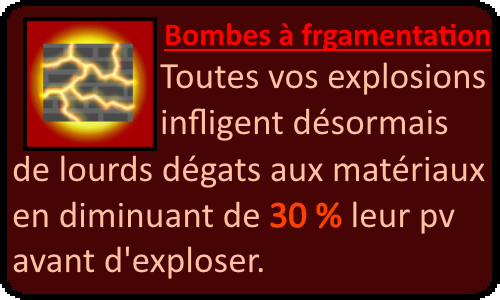 Bombes à frgamentation
Toutes vos explosions
infligent désormais
de lourds dégats aux matériaux
en diminuant de 30 % leur pv
avant d'exploser.